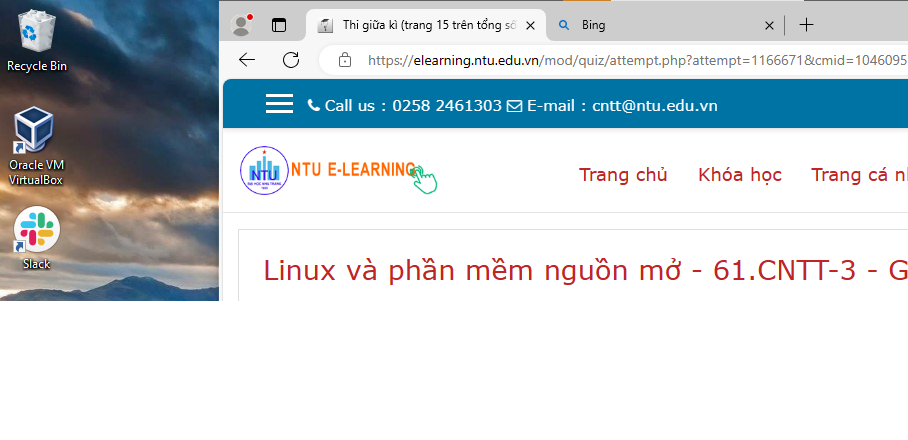 Recycle Bin
Oracle VM
VirtualBox
Slack
Thi giữa kì (trang 15 trên tổng số
Bing
https://elearning.ntu.edu.vn/mod/quiz/attempt.php?attempt=1166671&cmid=1046095
Call us : 0258 2461303 E-mail : cntt@ntu.edu.vn
NTU
NTU E-LEARNING
Trang chủ Khóa học Trang cá
Linux và phần mềm nguồn mở - 61.CNTT-3 - G